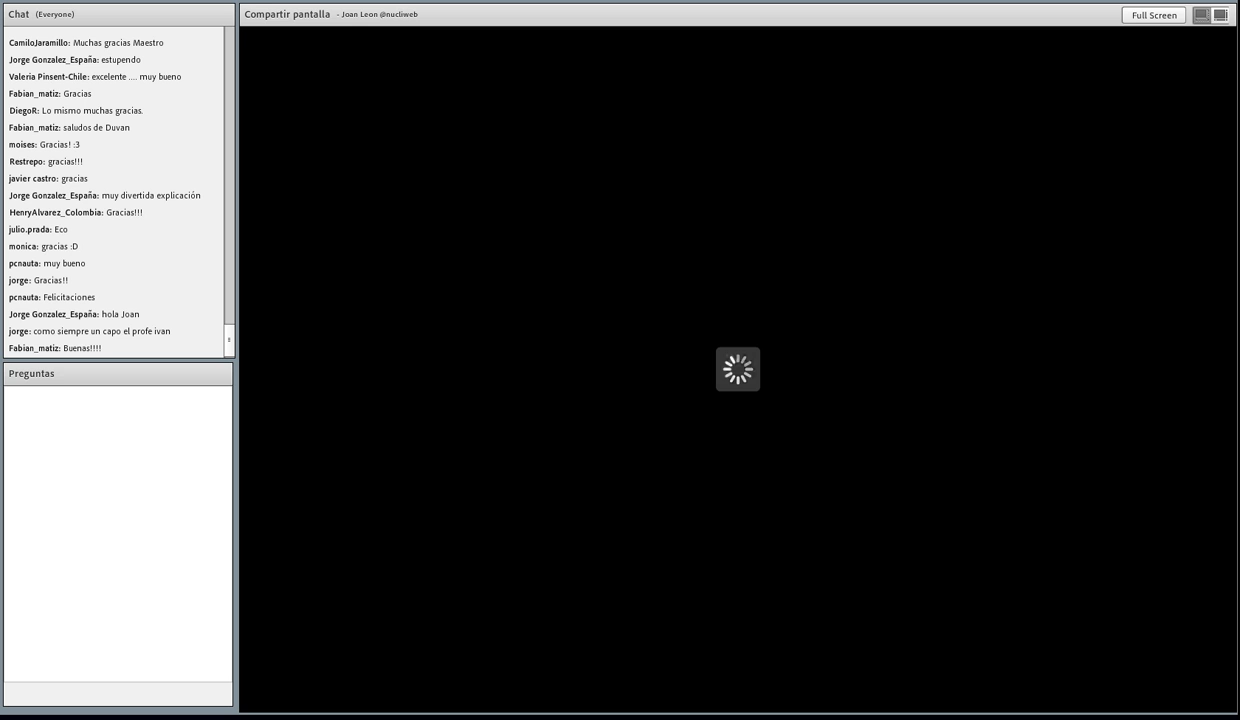 Chat (Everyone)
CamiloJaramillo: Muchas gracias Maestro
Jorge Gonzalez_España: estupendo
Valeria Pinsent-Chile: excelente .... muy bueno
Fabian_matiz: Gracias
DiegoR: Lo mismo muchas gracias.
Fabian_matiz: saludos de Duvan
moises: Gracias! :3
Restrepo: gracias!!!
javier castro: gracias
Jorge Gonzalez_España: muy divertida explicación
HenryAlvarez_Colombia: Gracias!!!
julio.prada: Eco
monica: gracias :D
pcnauta: muy bueno
jorge: Gracias!!
pcnauta: Felicitaciones
Jorge Gonzalez_España: hola Joan
jorge: como siempre un capo el profe ivan
Fabian_matiz: Buenas!!!!
Preguntas
Compartir pantalla - Joan Leon @nucliweb
Full Screen